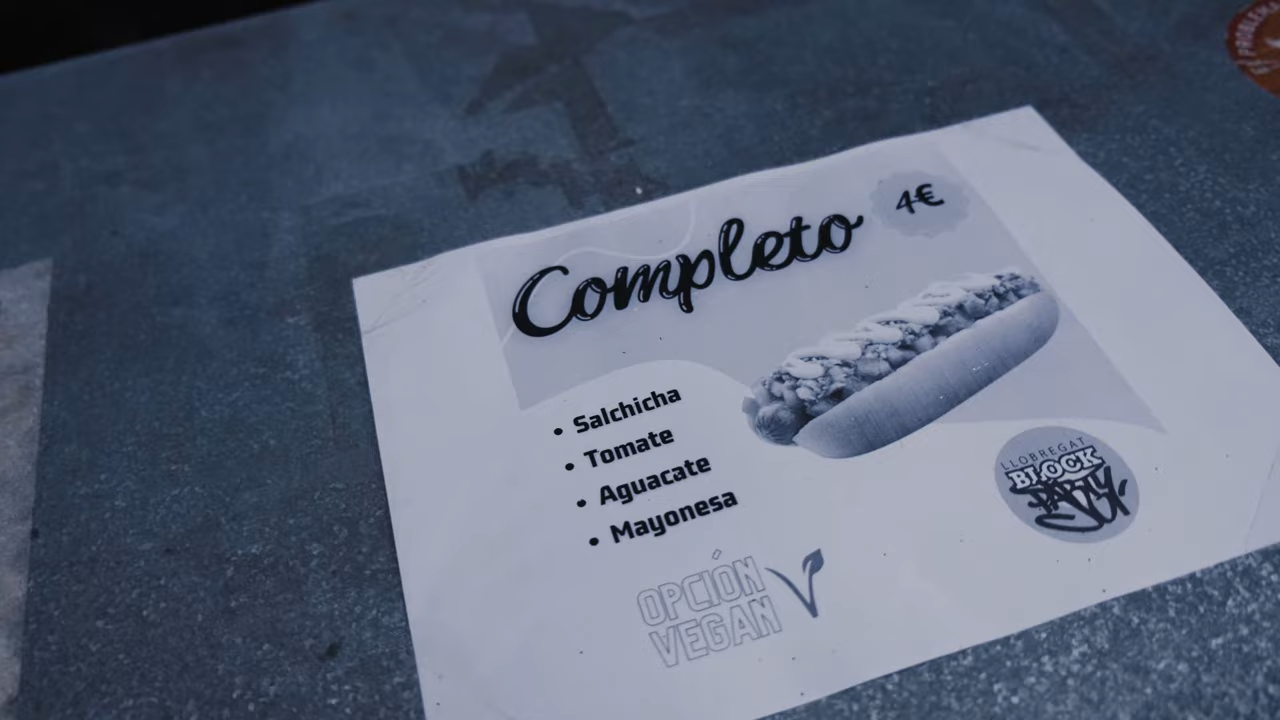 Completo
4€
• Salchicha
• Tomate
• Aguacate
• Mayonesa
OPCIÓN
VEGAN
LLOBREGAT
BLOCK
PARTY